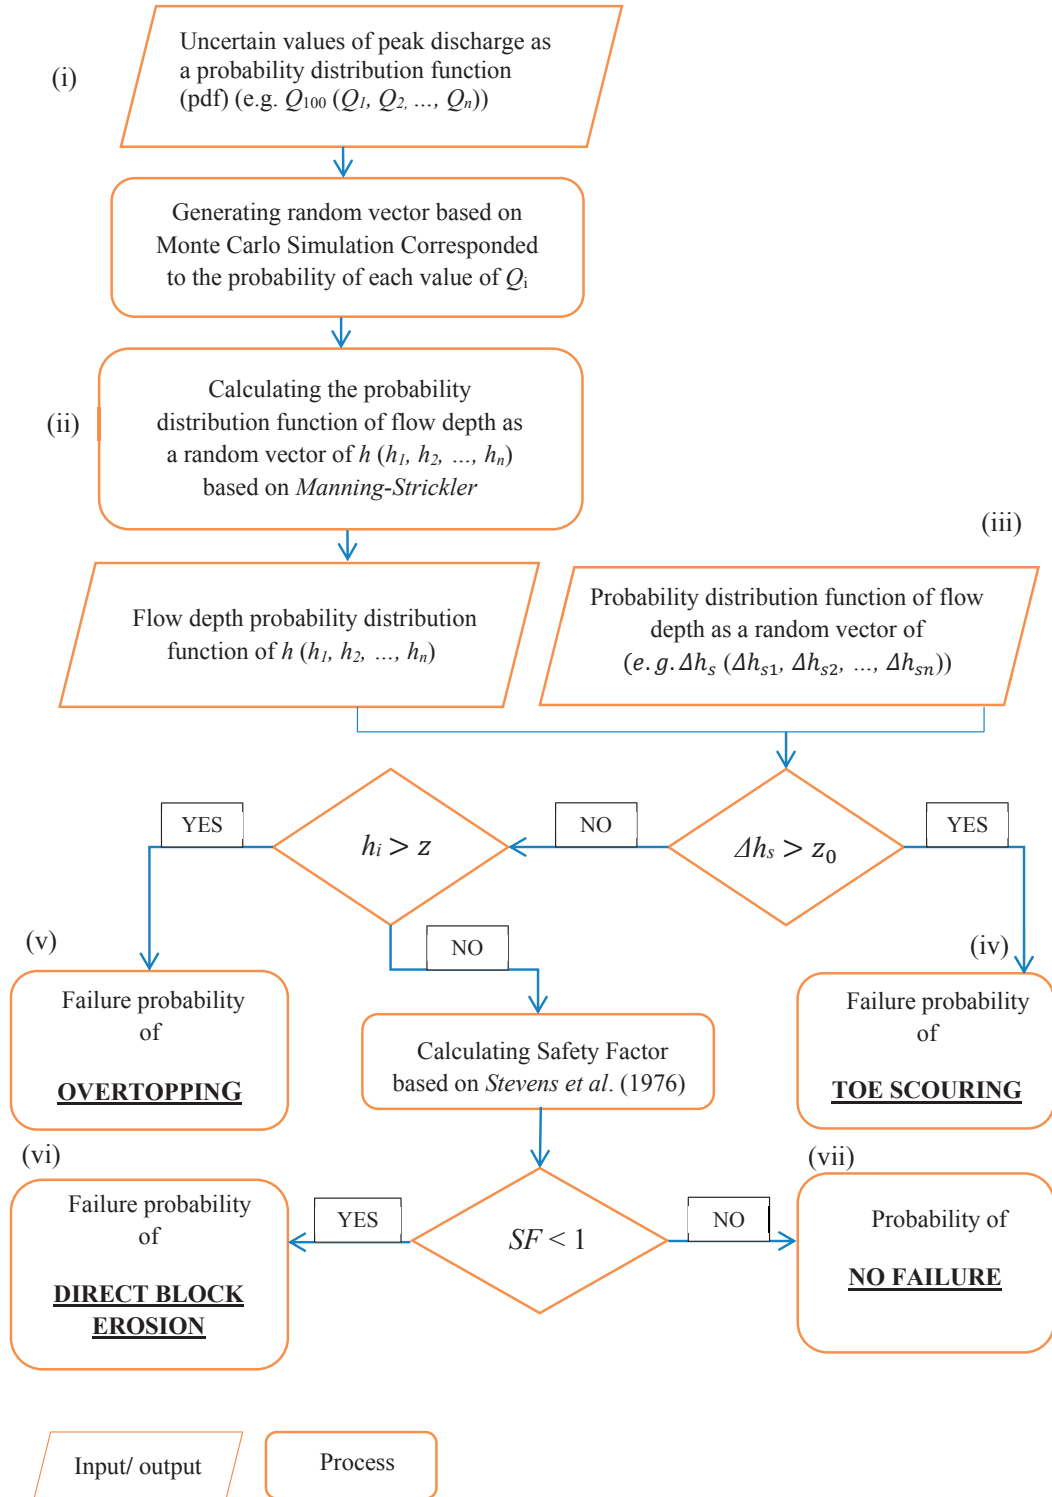 (i)
Uncertain values of peak discharge as
a probability distribution function
(pdf) (e.g. Q100 (Q1, Q2, ..., Qn))
Generating random vector based on
Monte Carlo Simulation Corresponded
to the probability of each value of Qi
(ii)
Calculating the probability
distribution function of flow depth as
a random vector of h (h1, h2, ..., hn)
based on Manning-Strickler
(iii)
Flow depth probability distribution
function of h (h1, h2, ..., hn)
Probability distribution function of flow
depth as a random vector of
(e.g. Δhs (Δhs1, Δhs2, ..., Δhsn))
YES
hi > z
NO
Δhs > z0
YES
(v)
NO
(iv)
Failure probability
of
OVERTOPPING
Calculating Safety Factor
based on Stevens et al. (1976)
Failure probability
of
TOE SCOURING
(vi)
(vii)
Failure probability
of
DIRECT BLOCK
EROSION
YES
SF < 1
NO
Probability of
NO FAILURE
Input/ output
Process